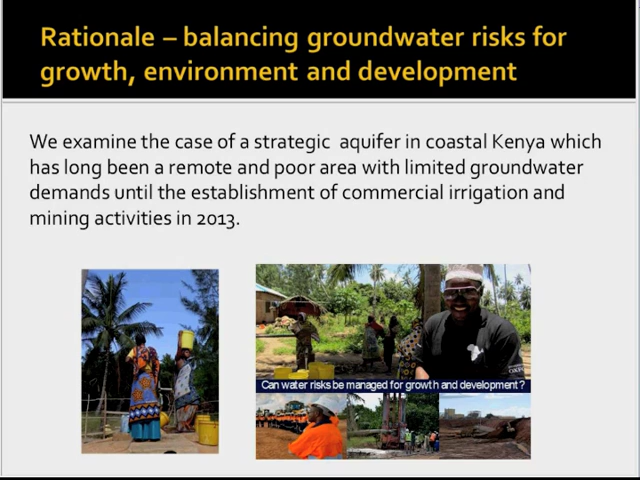 Rationale – balancing groundwater risks for
growth, environment and development
We examine the case of a strategic aquifer in coastal Kenya which
has long been a remote and poor area with limited groundwater
demands until the establishment of commercial irrigation and
mining activities in 2013.
Can water risks be managed for growth and development?